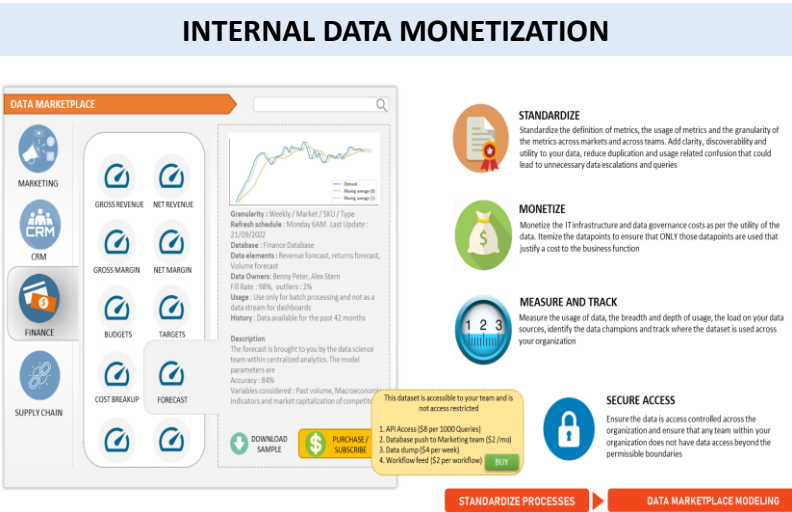 INTERNAL DATA MONETIZATION
DATA MARKETPLACE
MARKETING
CRM
CRM
FINANCE
SUPPLY CHAIN
GROSS REVENUE
NET REVENUE
GROSS MARGIN
NET MARGIN
BUDGETS
TARGETS
COST BREAKUP
FORECAST
Demand
Moving average (8)
Moving average (3)
Granularity : Weekly / Market / SKU / Type
Refresh schedule : Monday 6AM. Last Update :
21/09/2022
Database : Finance Database
Data elements : Revenue forecast, returns forecast,
Volume forecast
Data Owners: Benny Peter, Alex Stern
Fill Rate : 98%, outliers : 2%
Usage : Use only for batch processing and not as a
data stream for dashboards
History : Data available for the past 42 months
Description
The forecast is brought to you by the data science
team within centralized analytics. The model
parameters are
Accuracy : 84%
Variables considered : Past volume, Macroeconomic
indicators and market capitalization of competit
DOWNLOAD
SAMPLE
$
PURCHASE /
SUBSCRIBE
This dataset is accessible to your team and is
not access restricted
1. API Access ($8 per 1000 Queries)
2. Database push to Marketing team ($2 /mo)
3. Data dump ($4 per week)
4. Workflow feed ($2 per workflow)
BUY
STANDARDIZE
Standardize the definition of metrics, the usage of metrics and the granularity of
the metrics across markets and across teams. Add clarity, discoverability and
utility to your data, reduce duplication and usage related confusion that could
lead to unnecessary data escalations and queries
$
MONETIZE
Monetize the IT infrastructure and data governance costs as per the utility of the
data. Itemize the datapoints to ensure that ONLY those datapoints are used that
justify a cost to the business function
1 2 3
MEASURE AND TRACK
Measure the usage of data, the breadth and depth of usage, the load on your data
sources, identify the data champions and track where the dataset is used across
your organization
SECURE ACCESS
Ensure the data is access controlled across the
organization and ensure that any team within your
organization does not have data access beyond the
permissible boundaries
STANDARDIZE PROCESSES
DATA MARKETPLACE MODELING